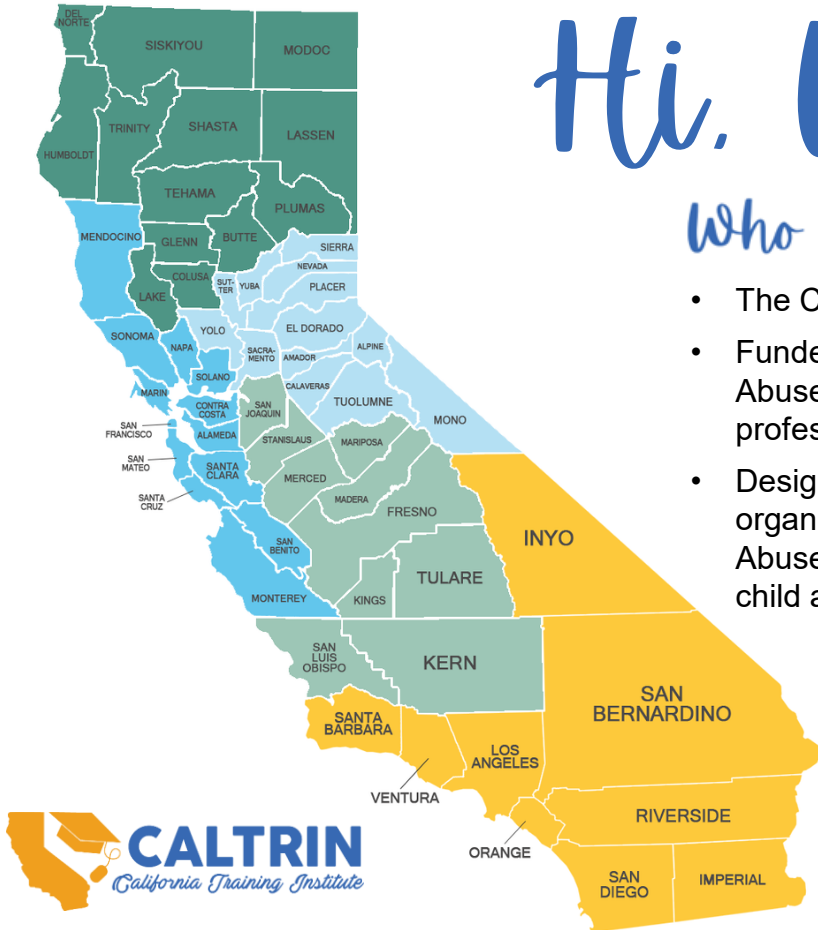 Hi,
Who
• The C
• Funde
Abuse
profes
• Desig
organ
Abuse
child a
DEL
NORTE
SISKIYOU
MODOC
HUMBOLDT
TRINITY
SHASTA
LASSEN
TEHAMA
PLUMAS
MENDOCINO
GLENN
BUTTE
SIERRA
NEVADA
COLUSA
SUT-
TER
YUBA
PLACER
LAKE
SONOMA
NAPA
YOLO
EL DORADO
SACRA-
MENTO
AMADOR
ALPINE
SOLANO
MARIN
CALAVERAS
CONTRA
COSTA
SAN
JOAQUIN
TUOLUMNE
MONO
SAN
FRANCISCO
ALAMEDA
STANISLAUS
MARIPOSA
SAN
MATEO
SANTA
CLARA
MERCED
SANTA
CRUZ
MADERA
FRESNO
SAN
BENITO
INYO
TULARE
MONTEREY
KINGS
SAN
LUIS
OBISPO
KERN
SAN
BERNARDINO
SANTA
BARBARA
LOS
ANGELES
VENTURA
RIVERSIDE
ORANGE
SAN
DIEGO
IMPERIAL
CALTRIN
California Training Institute